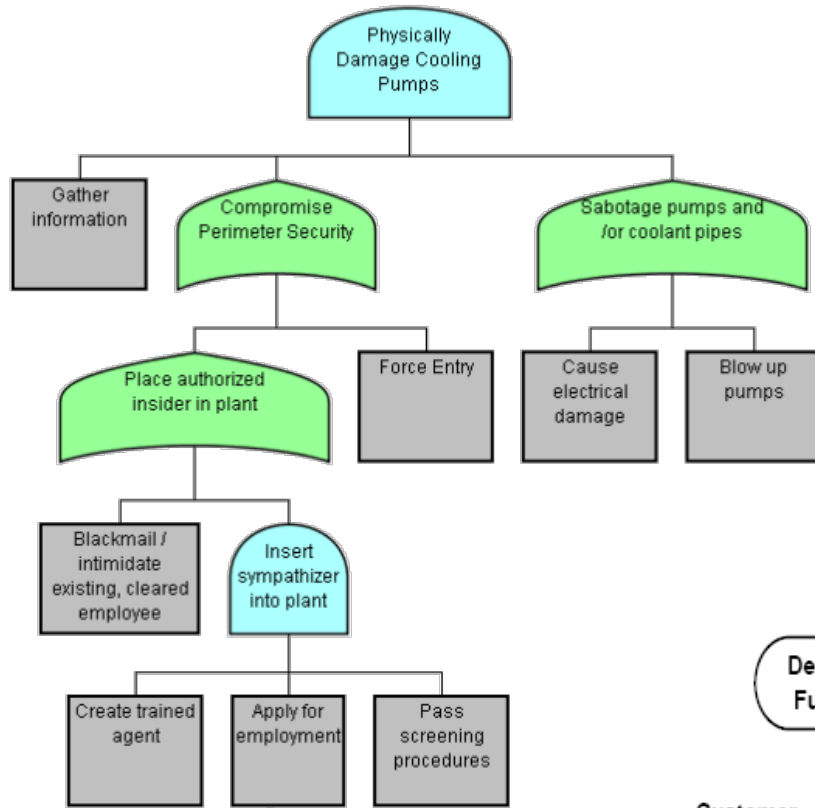 Physically
Damage Cooling
Pumps
Gather
information
Compromise
Perimeter Security
Sabotage pumps and
/or coolant pipes
Place authorized
insider in plant
Force Entry
Cause
electrical
damage
Blow up
pumps
Blackmail /
intimidate
existing, cleared
employee
Insert
sympathizer
into plant
Create trained
agent
Apply for
employment
Pass
screening
procedures
De
Fu